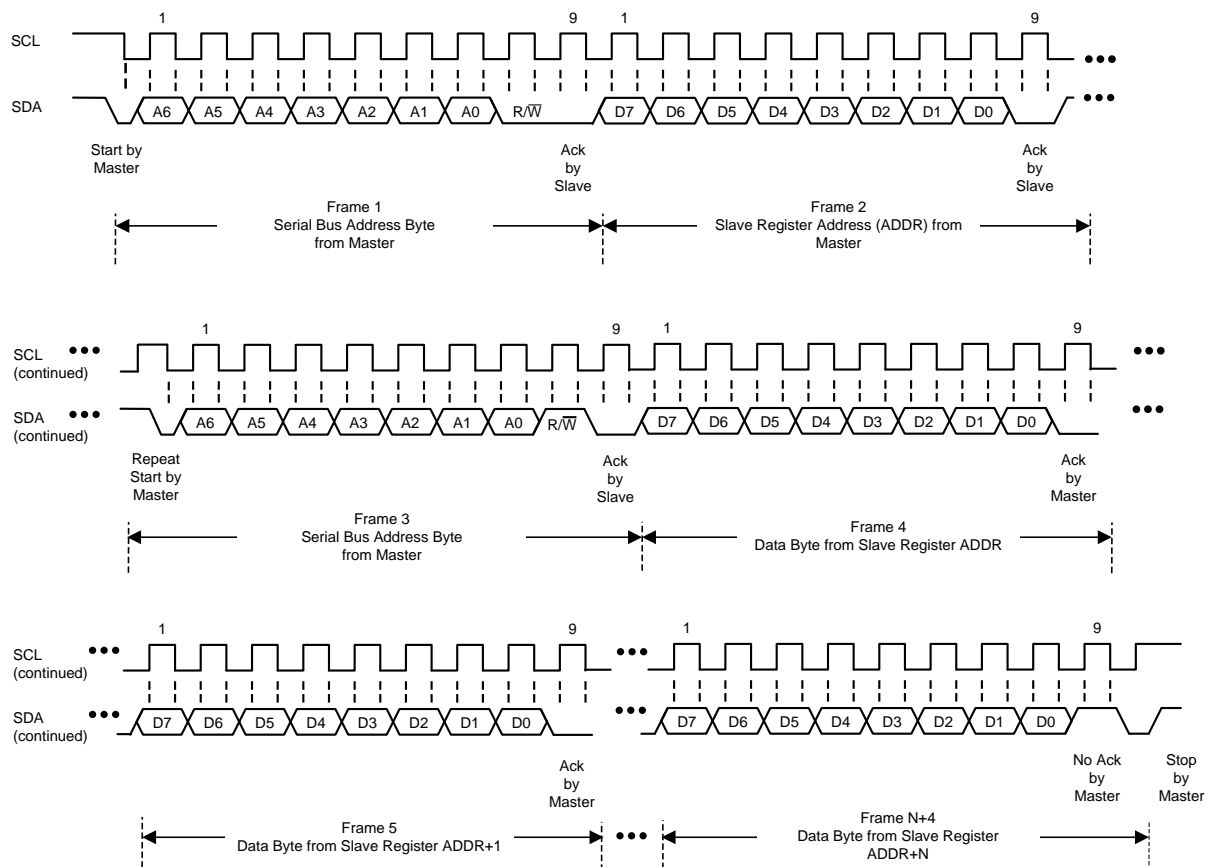 1 9 1 9
SCL
SDA A6 A5 A4 A3 A2 A1 A0 R/W̅ D7 D6 D5 D4 D3 D2 D1 D0
Start by
Master
Ack
by
Slave
Ack
by
Slave
Frame 1
Serial Bus Address Byte
from Master
Frame 2
Slave Register Address (ADDR) from
Master
1 9 1 9
SCL
(continued)
SDA
(continued)
A6 A5 A4 A3 A2 A1 A0 R/W̅ D7 D6 D5 D4 D3 D2 D1 D0
Repeat
Start by
Master
Ack
by
Slave
Ack
by
Master
Frame 3
Serial Bus Address Byte
from Master
Frame 4
Data Byte from Slave Register ADDR
1 9 1 9
SCL
(continued)
SDA
(continued)
D7 D6 D5 D4 D3 D2 D1 D0 D7 D6 D5 D4 D3 D2 D1 D0
Ack
by
Master
No Ack
by
Master
Stop
by
Master
Frame 5
Data Byte from Slave Register ADDR+1
Frame N+4
Data Byte from Slave Register
ADDR+N